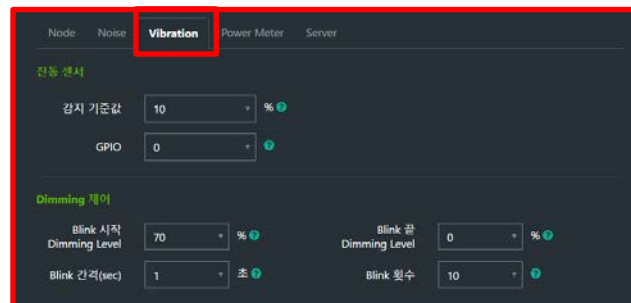 Node Noise Vibration Power Meter Server
진동 센서
감지 기준값 10 %
GPIO 0
Dimming 제어
Blink 시작
Dimming Level 70 %
Blink 끝
Dimming Level 0 %
Blink 간격(sec) 1 초
Blink 횟수 10